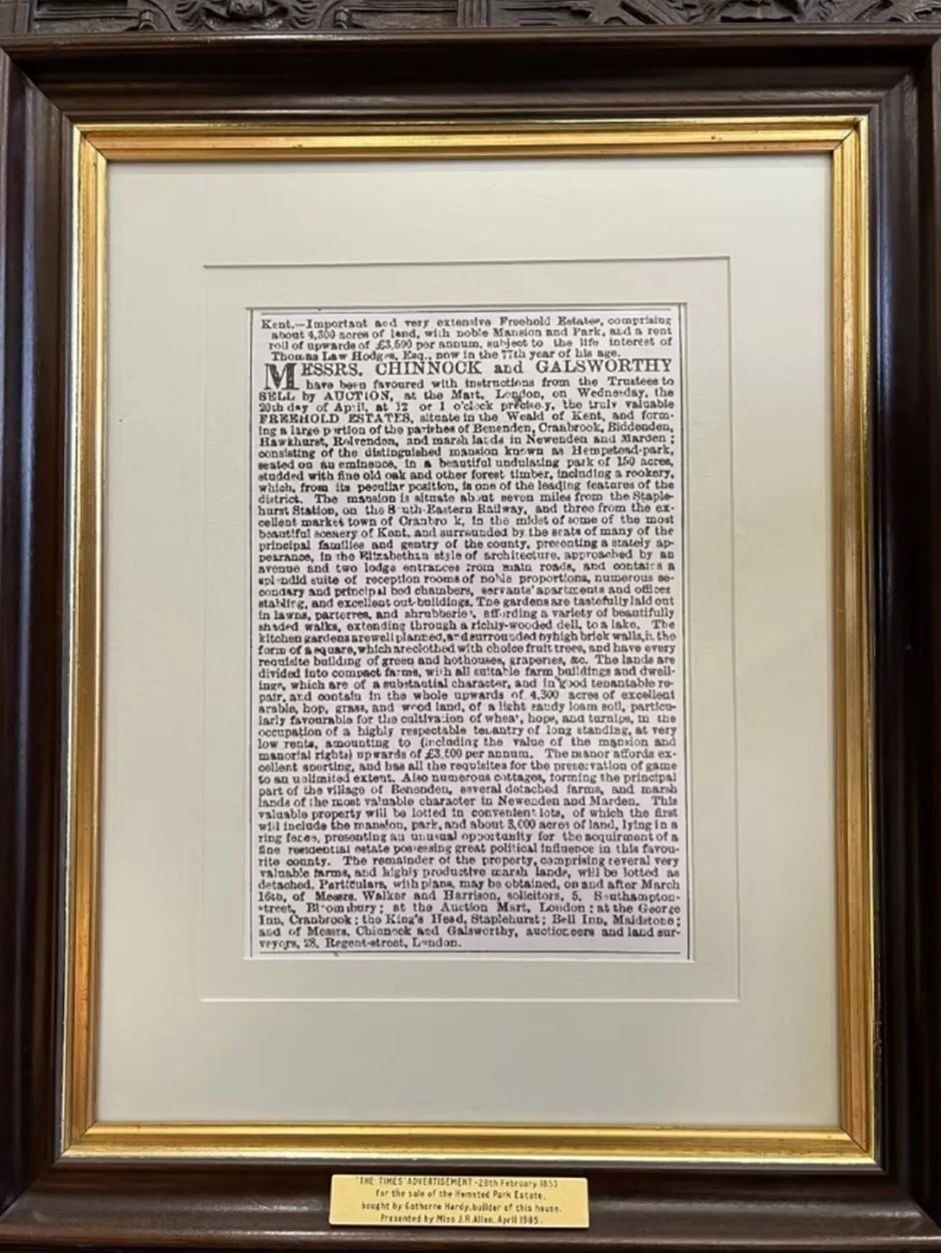 Kent.—Important and very extensive Freehold Estates, comprising
about 4,300 acres of land, with noble Mansion and Park, and a rent
roll of upwards of £3,500 per annum, subject to the life interest of
Thomas Law Hodges, Esq., now in the 77th year of his age.
MESSRS. CHINNOCK and GALSWORTHY
have been favoured with instructions from the Trustees to
SELL by AUCTION, at the Mart, London, on Wednesday, the
20th day of April, at 12 or 1 o'clock precisely, the truly valuable
FREEHOLD ESTATES, situate in the Weald of Kent, and form-
ing a large portion of the parishes of Benenden, Cranbrook, Biddenden,
Hawkhurst, Rolvenden, and marsh lands in Newenden and Marden;
consisting of the distinguished mansion known as Hempstead-park,
seated on an eminence, in a beautiful undulating park of 150 acres,
studded with fine old oak and other forest timber, including a rookery,
which, from its peculiar position, is one of the leading features of the
district. The mansion is situate about seven miles from the Staple-
hurst Station, on the South-Eastern Railway, and three from the ex-
cellent market town of Cranbrook, in the midst of some of the most
beautiful scenery of Kent, and surrounded by the seats of many of the
principal families and gentry of the county, presenting a stately ap-
pearance, in the Elizabethan style of architecture, approached by an
avenue and two lodge entrances from main roads, and contains a
splendid suite of reception rooms of noble proportions, numerous se-
condary and principal bed chambers, servants' apartments and offices
stabling, and excellent out-buildings. The gardens are tastefully laid out
in lawns, parterres, and shrubberies, affording a variety of beautifully
shaded walks, extending through a richly-wooded dell, to a lake. The
kitchen gardens are well planned, and surrounded by high brick walls, in the
form of a square, which are clothed with choice fruit trees, and have every
requisite building of green and hothouses, graperies, &c. The lands are
divided into compact farms, with all suitable farm buildings and dwell-
ings, which are of a substantial character, and in good tenantable re-
pair, and contain in the whole upwards of 4,300 acres of excellent
arable, hop, grass, and wood land, of a light sandy loam soil, particu-
larly favourable for the cultivation of wheat, hops, and turnips, in the
occupation of a highly respectable tenantry of long standing, at very
low rents, amounting to (including the value of the mansion and
manorial rights) upwards of £3,500 per annum. The manor affords ex-
cellent sporting, and has all the requisites for the preservation of game
to an unlimited extent. Also numerous cottages, forming the principal
part of the village of Benenden, several detached farms, and marsh
lands of the most valuable character in Newenden and Marden. This
valuable property will be lotted in convenient lots, of which the first
will include the mansion, park, and about 3,000 acres of land, lying in a
ring fence, presenting an unusual opportunity for the acquirment of a
fine residential estate possessing great political influence in this favou-
rite county. The remainder of the property, comprising several very
valuable farms, and highly productive marsh lands, will be lotted as
detached. Particulars, with plans, may be obtained, on and after March
16th, of Messrs. Walker and Harrison, solicitors, 5, Southampton-
street, Bloomsbury; at the Auction Mart, London; at the George
Inn, Cranbrook; the King's Head, Staplehurst; Bell Inn, Maidstone;
and of Messrs. Chinnock and Galsworthy, auctioneers and land sur-
veyors, 28, Regent-street, London.
'THE TIMES' ADVERTISEMENT - 28th February 1853
for the sale of the Hemsted Park Estate,
bought by Gathorne Hardy, builder of this house.
Presented by Miss J.R. Allen, April 1985.